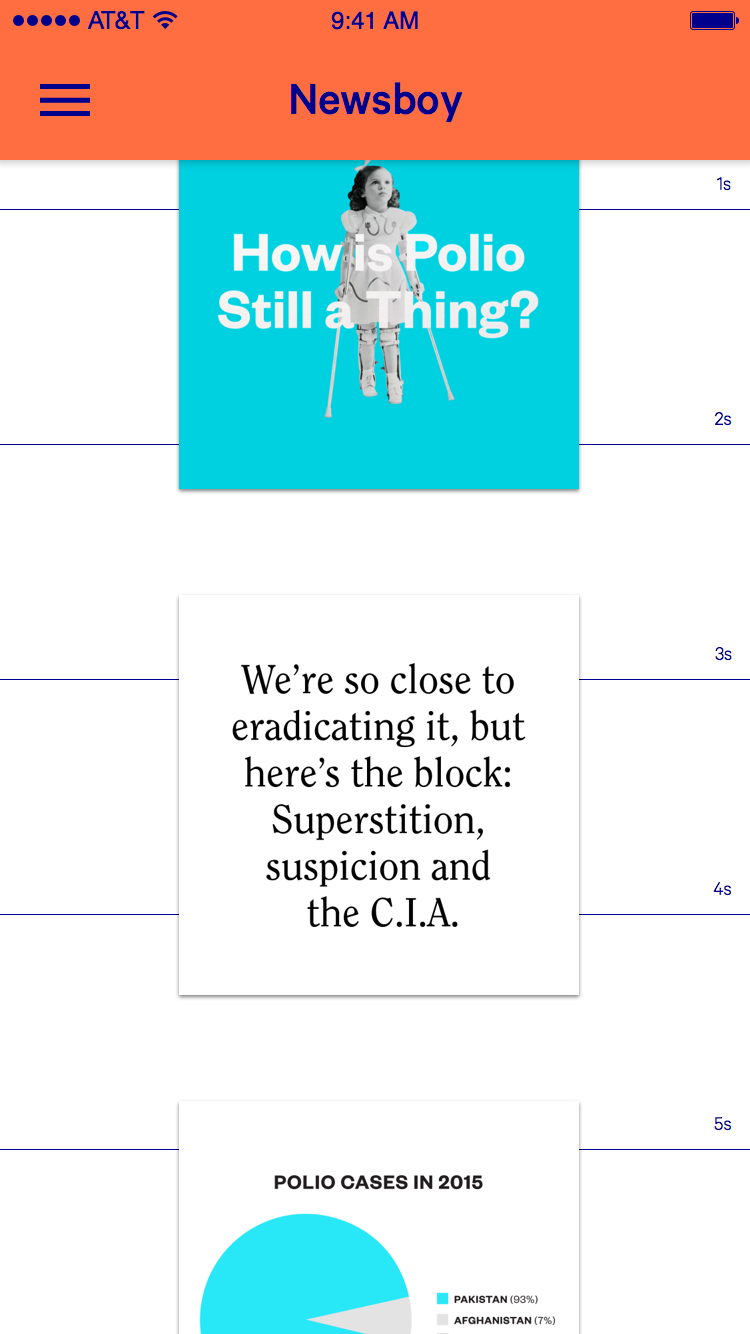 AT&T 9:41 AM
Newsboy
1s
How is Polio
Still a Thing?
2s
We’re so close to
eradicating it, but
here’s the block:
Superstition,
suspicion and
the C.I.A.
3s
4s
5s
POLIO CASES IN 2015
PAKISTAN (93%)
AFGHANISTAN (7%)